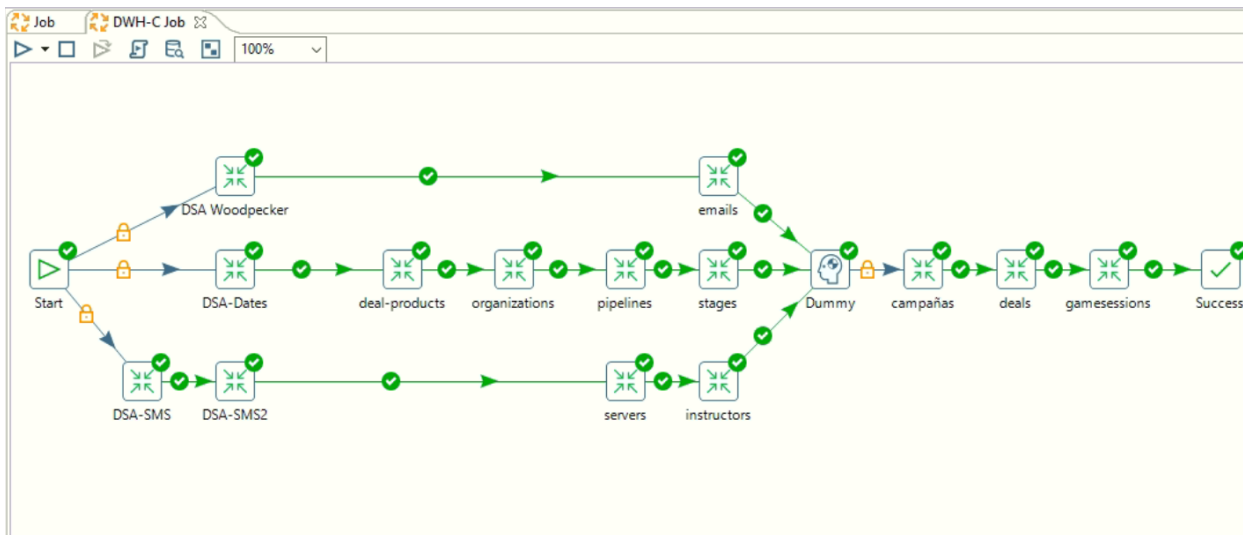 Job
DWH-C Job
100%
DSA Woodpecker
emails
Start
DSA-Dates
deal-products
organizations
pipelines
stages
Dummy
campañas
deals
gamesessions
Success
DSA-SMS
DSA-SMS2
servers
instructors